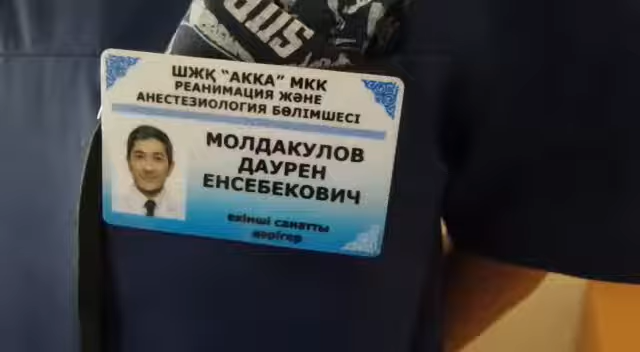 ШЖҚ "АККА" МКК
РЕАНИМАЦИЯ ЖӘНЕ
АНЕСТЕЗИОЛОГИЯ БӨЛІМШЕСІ
МОЛДАКУЛОВ
ДАУРЕН
ЕНСЕБЕКОВИЧ
екінші санатты
дәрігер